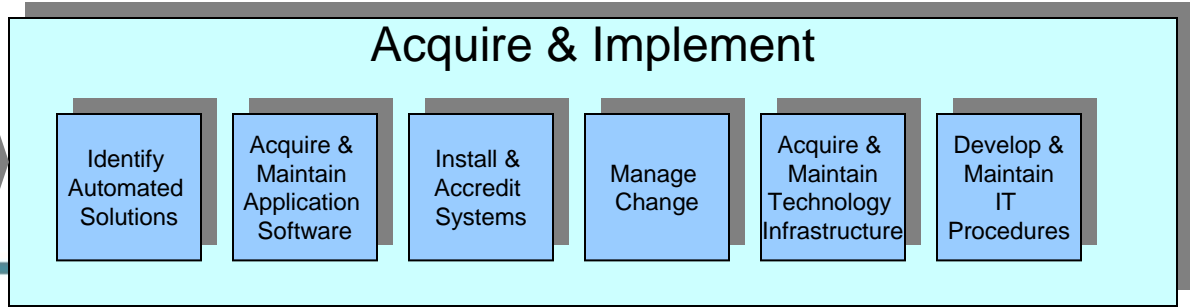 Acquire & Implement
Identify
Automated
Solutions
Acquire &
Maintain
Application
Software
Install &
Accredit
Systems
Manage
Change
Acquire &
Maintain
Technology
Infrastructure
Develop &
Maintain
IT
Procedures